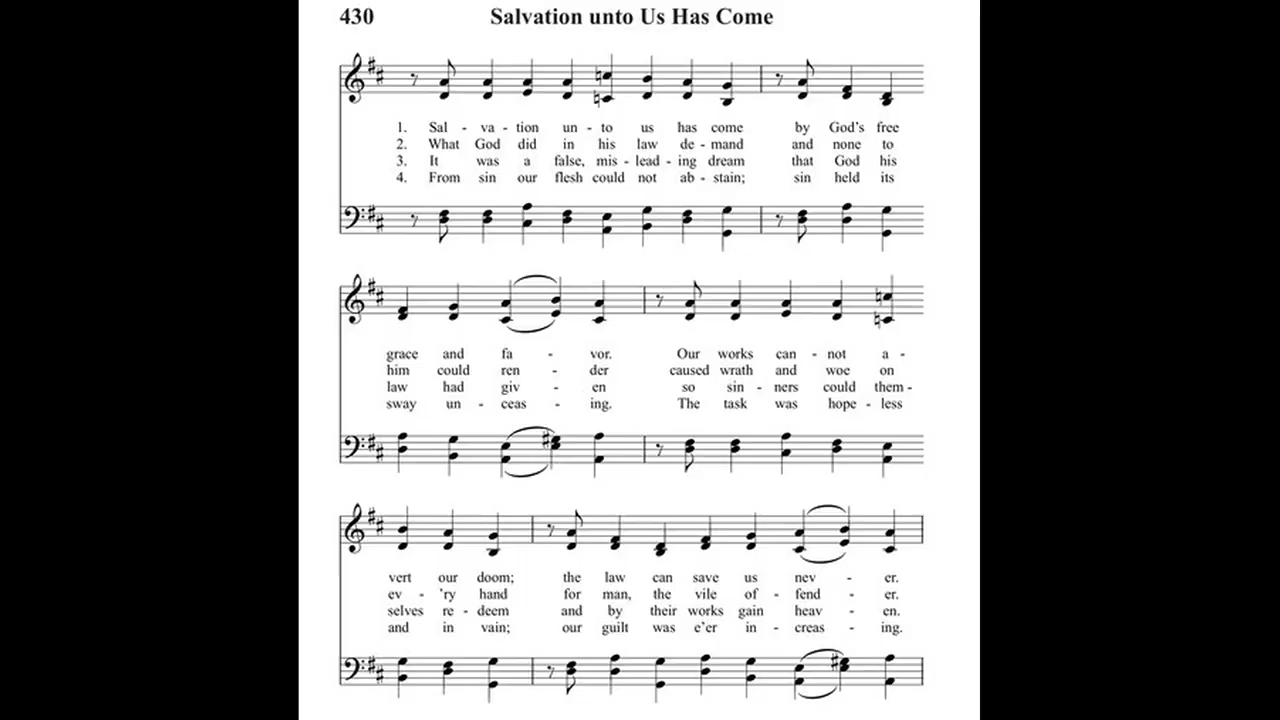 430 Salvation unto Us Has Come
1. Sal - va - tion un - to us has come by God's free
2. What God did in his law de - mand and none to
3. It was a false, mis - lead - ing dream that God his
4. From sin our flesh could not ab - stain; sin held its
grace and fa - vor. Our works can - not a -
him could ren - der caused wrath and woe on
law had giv - en so sin - ners could them -
sway un - ceas - ing. The task was hope - less
vert our doom; the law can save us nev - er.
ev - 'ry hand for man, the vile of - fend - er.
selves re - deem and by their works gain heav - en.
and in vain; our guilt was e'er in - creas - ing.